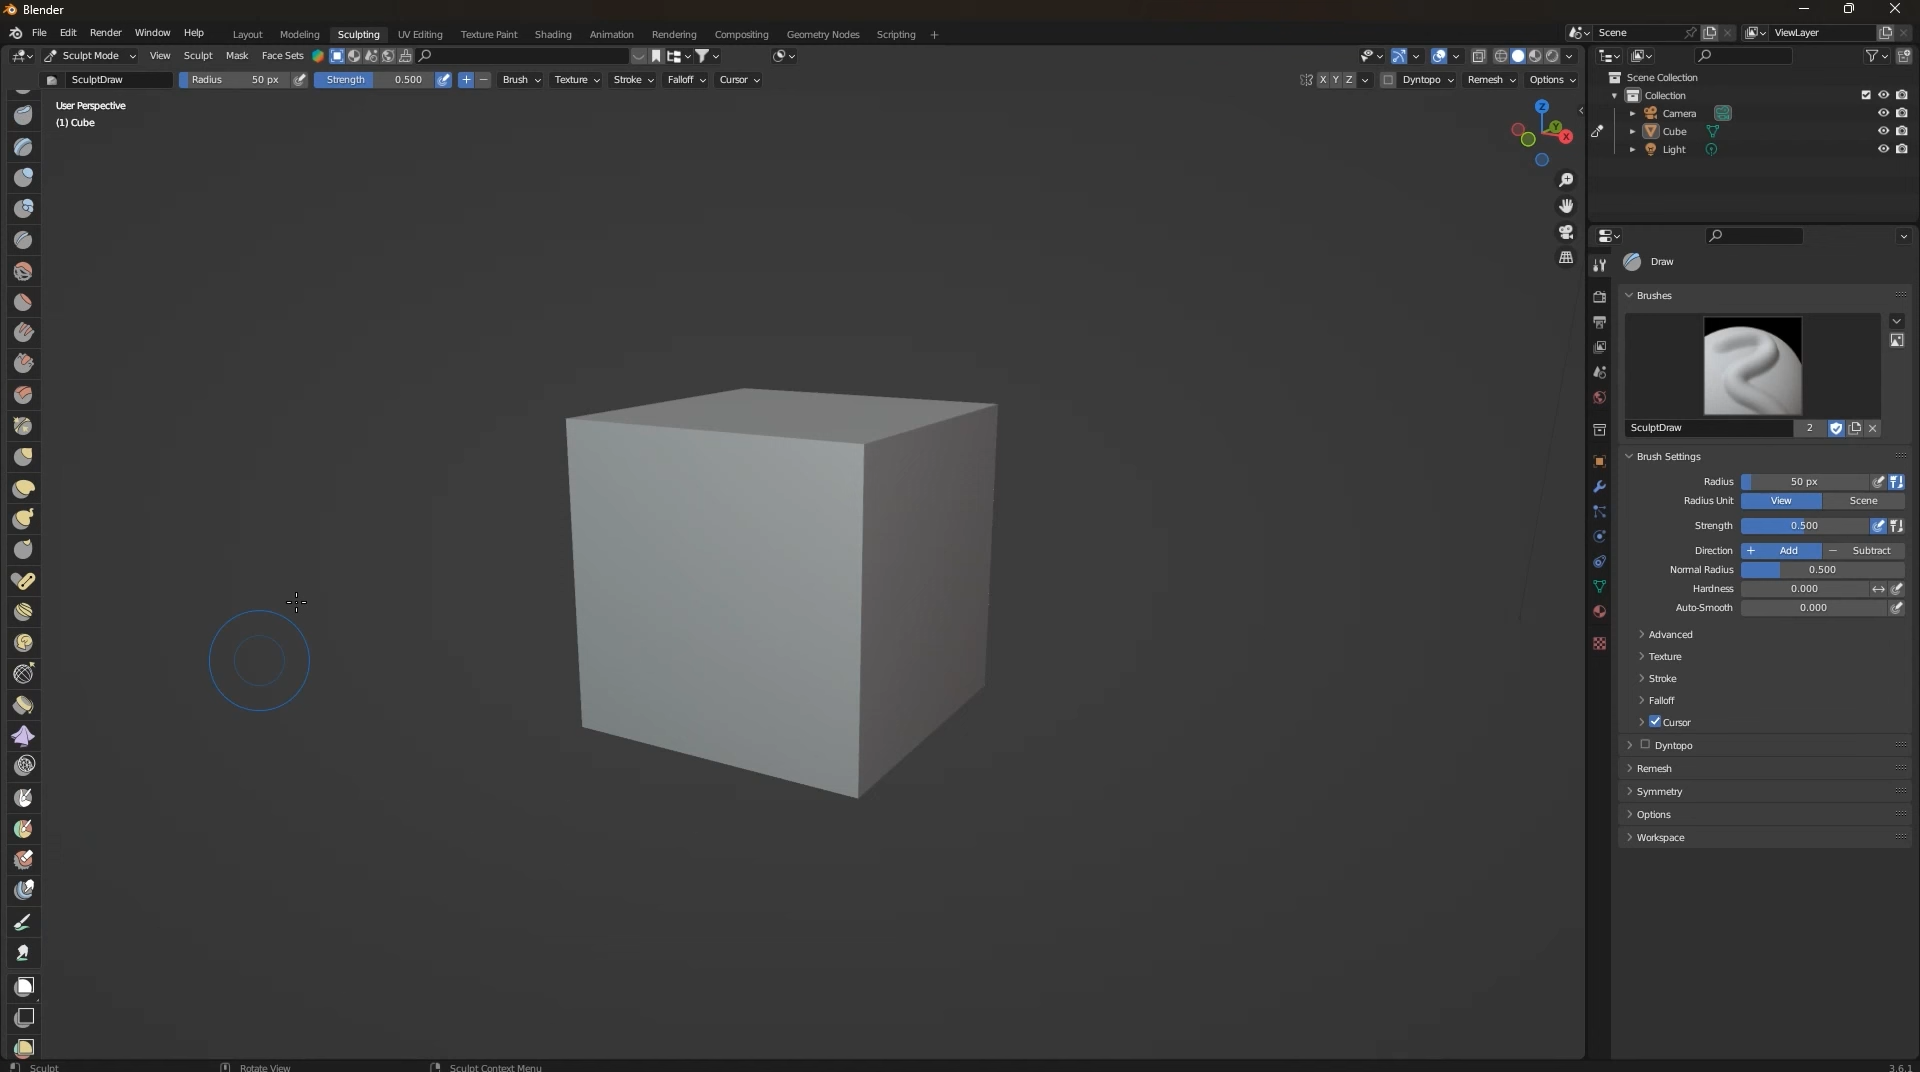 Blender
File Edit Render Window Help Layout Modeling Sculpting UV Editing Texture Paint Shading Animation Rendering Compositing Geometry Nodes Scripting + Scene ViewLayer
Sculpt Mode View Sculpt Mask Face Sets
SculptDraw Radius 50 px Strength 0.500 + − Brush Texture Stroke Falloff Cursor X Y Z Dyntopo Remesh Options
User Perspective
(1) Cube
Z
Y
X
Scene Collection
Collection
Camera
Cube
Light
Draw
Brushes
SculptDraw 2
Brush Settings
Radius 50 px
Radius Unit View Scene
Strength 0.500
Direction + Add − Subtract
Normal Radius 0.500
Hardness 0.000
Auto-Smooth 0.000
Advanced
Texture
Stroke
Falloff
Cursor
Dyntopo
Remesh
Symmetry
Options
Workspace
Sculpt Rotate View Sculpt Context Menu 3.6.1